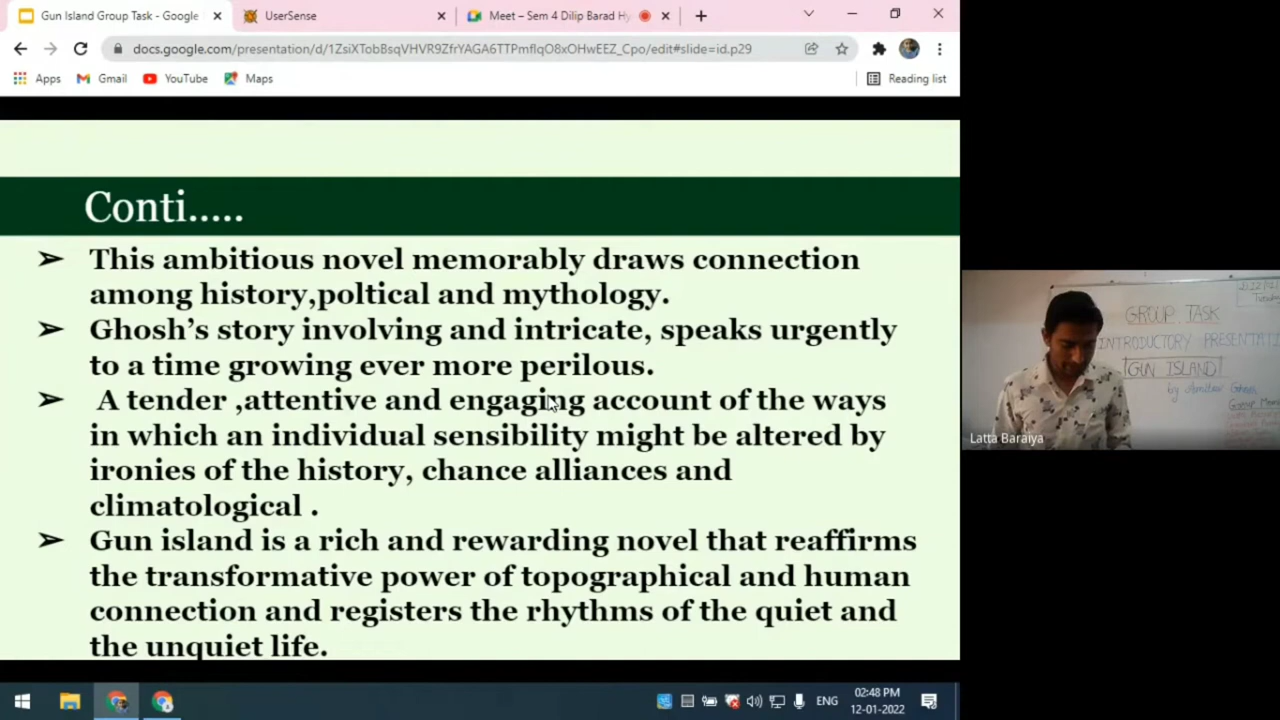 Gun Island Group Task - Google
UserSense
Meet – Sem 4 Dilip Barad Hy
docs.google.com/presentation/d/1ZsiXTobBsqVHVR9ZfrYAGA6TTPmflqO8xOHwEEZ_Cpo/edit#slide=id.p29
Apps Gmail YouTube Maps Reading list
Conti.....
➢ This ambitious novel memorably draws connection
among history,poltical and mythology.
➢ Ghosh's story involving and intricate, speaks urgently
to a time growing ever more perilous.
➢ A tender ,attentive and engaging account of the ways
in which an individual sensibility might be altered by
ironies of the history, chance alliances and
climatological .
➢ Gun island is a rich and rewarding novel that reaffirms
the transformative power of topographical and human
connection and registers the rhythms of the quiet and
the unquiet life.
GROUP TASK
INTRODUCTORY PRESENTATI
GUN ISLAND
by Amitav Ghosh
Latta Baraiya
ENG
02:48 PM
12-01-2022